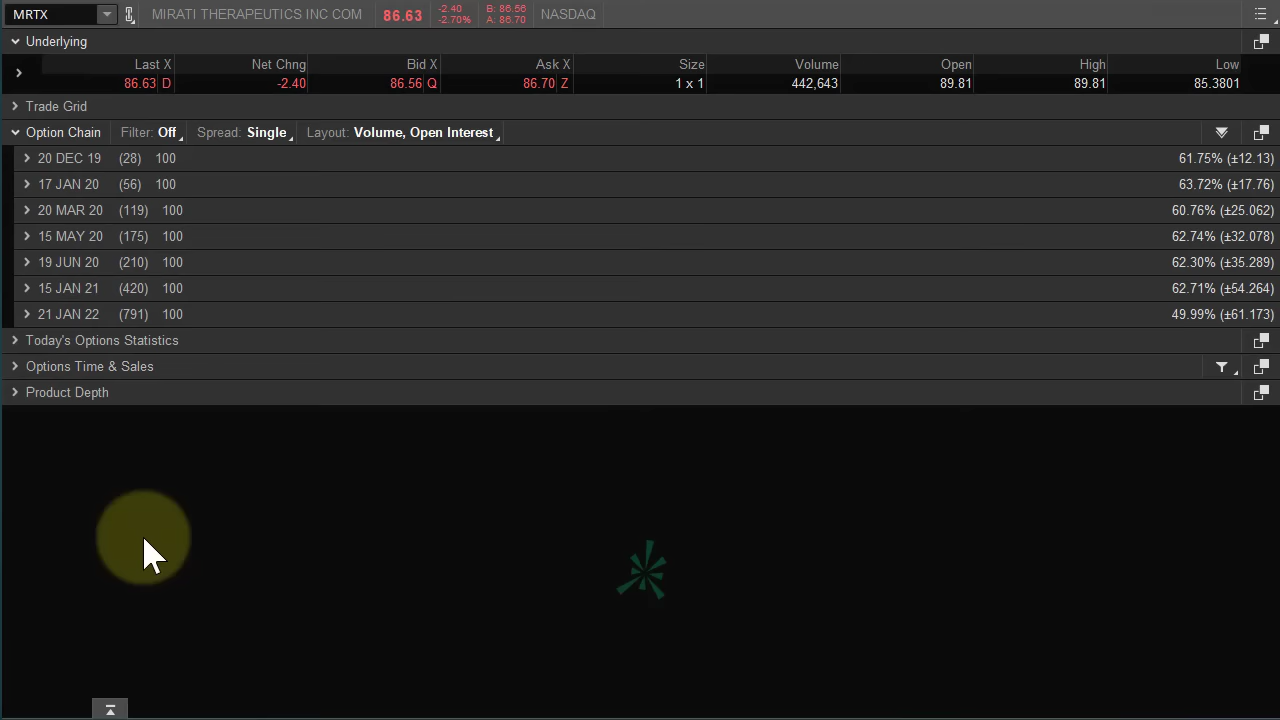 MRTX MIRATI THERAPEUTICS INC COM 86.63 -2.40 -2.70% B: 86.56 A: 86.70 NASDAQ
Underlying
Last X Net Chng Bid X Ask X Size Volume Open High Low
86.63 D -2.40 86.56 Q 86.70 Z 1 x 1 442,643 89.81 89.81 85.3801
Trade Grid
Option Chain Filter: Off Spread: Single Layout: Volume, Open Interest
20 DEC 19 (28) 100 61.75% (±12.13)
17 JAN 20 (56) 100 63.72% (±17.76)
20 MAR 20 (119) 100 60.76% (±25.062)
15 MAY 20 (175) 100 62.74% (±32.078)
19 JUN 20 (210) 100 62.30% (±35.289)
15 JAN 21 (420) 100 62.71% (±54.264)
21 JAN 22 (791) 100 49.99% (±61.173)
Today's Options Statistics
Options Time & Sales
Product Depth